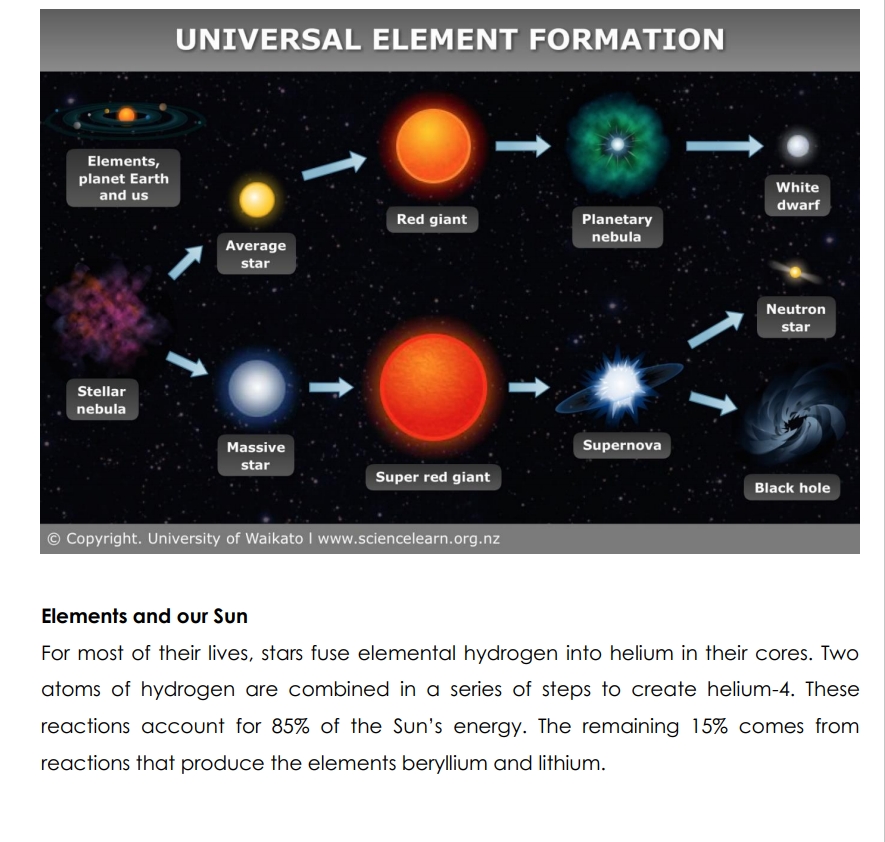 UNIVERSAL ELEMENT FORMATION
Elements,
planet Earth
and us
Average
star
Red giant
Planetary
nebula
White
dwarf
Neutron
star
Stellar
nebula
Massive
star
Super red giant
Supernova
Black hole
© Copyright. University of Waikato | www.sciencelearn.org.nz
Elements and our Sun
For most of their lives, stars fuse elemental hydrogen into helium in their cores. Two
atoms of hydrogen are combined in a series of steps to create helium-4. These
reactions account for 85% of the Sun's energy. The remaining 15% comes from
reactions that produce the elements beryllium and lithium.